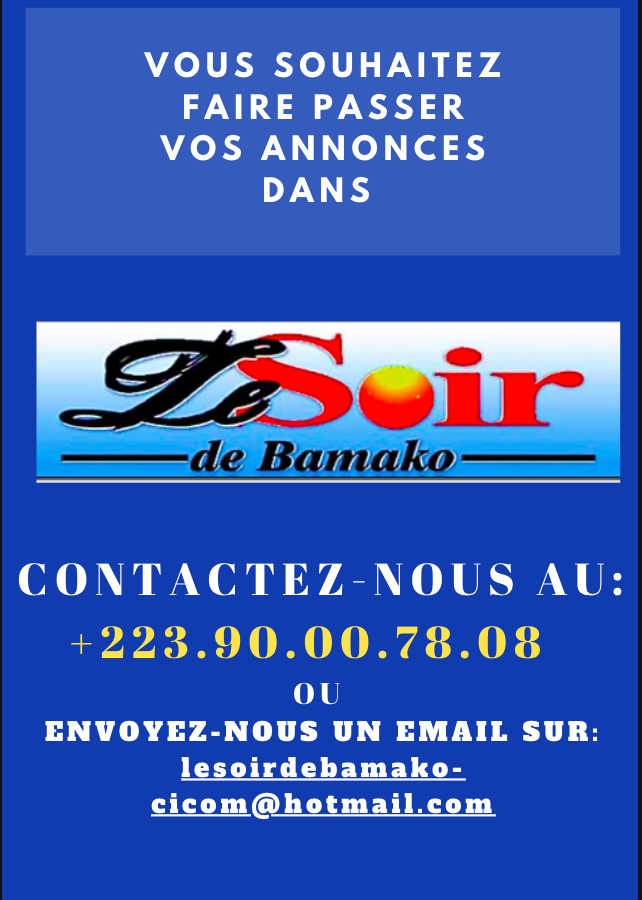 VOUS SOUHAITEZ
FAIRE PASSER
VOS ANNONCES
DANS
Le Soir
de Bamako
CONTACTEZ-NOUS AU:
+223.90.00.78.08
OU
ENVOYEZ-NOUS UN EMAIL SUR:
lesoirdebamako-
cicom@hotmail.com